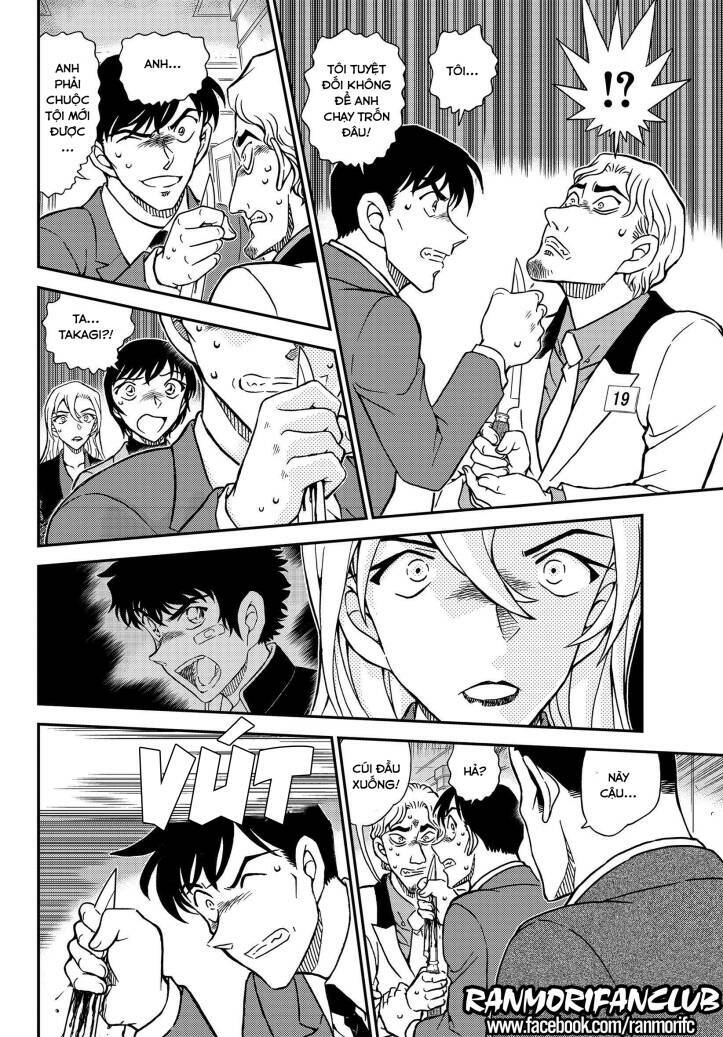 !?
TÔI...
TÔI TUYỆT
ĐỐI KHÔNG
ĐỂ ANH
CHẠY TRỐN
ĐÂU!
19
ANH...
ANH
PHẢI
CHUỘC
TỘI MỚI
ĐƯỢC
...
TA...
TAKAGI?!
NÀY
CẬU...
HẢ?
CÚI ĐẦU
XUỐNG!
VÚT
RANMORIFANCLUB
www.facebook.com/ranmorifc